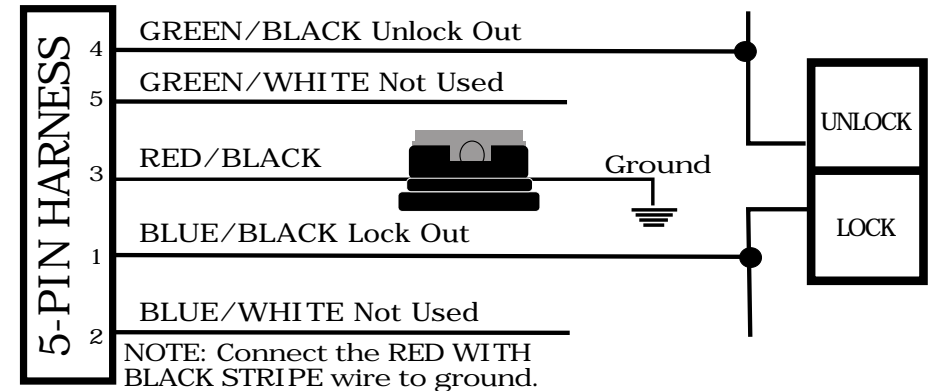 5-PIN HARNESS
4
GREEN/BLACK Unlock Out
5
GREEN/WHITE Not Used
UNLOCK
3
RED/BLACK
Ground
1
BLUE/BLACK Lock Out
LOCK
2
BLUE/WHITE Not Used
NOTE: Connect the RED WITH
BLACK STRIPE wire to ground.